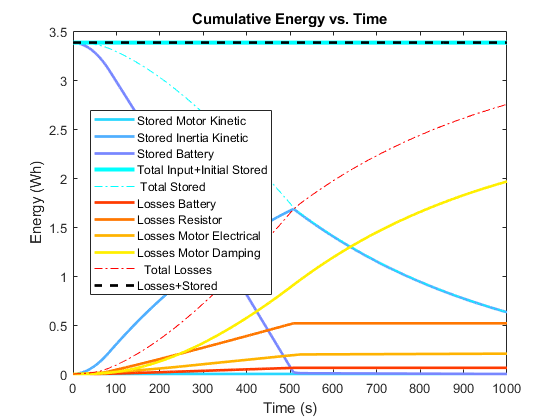 Cumulative Energy vs. Time
3.5
3
2.5
2
1.5
1
0.5
0
Energy (Wh)
Stored Motor Kinetic
Stored Inertia Kinetic
Stored Battery
Total Input+Initial Stored
Total Stored
Losses Battery
Losses Resistor
Losses Motor Electrical
Losses Motor Damping
Total Losses
Losses+Stored
0 100 200 300 400 500 600 700 800 900 1000
Time (s)